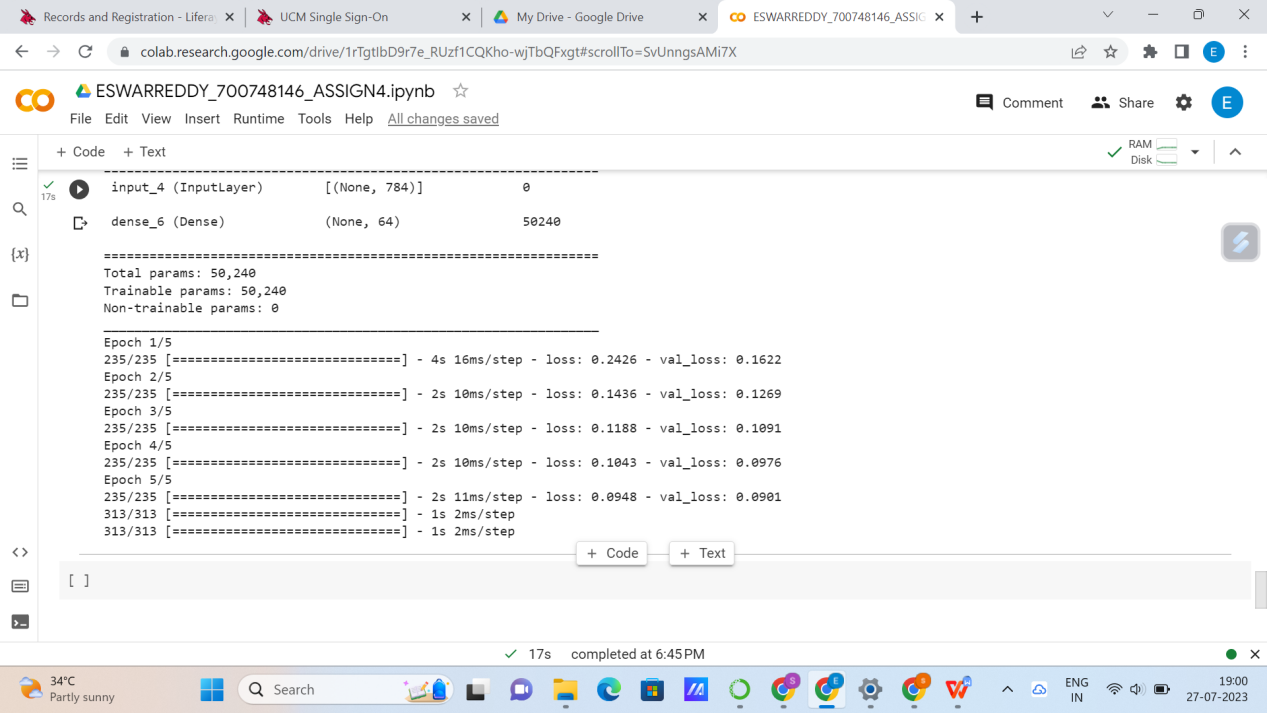 Records and Registration - Liferay
UCM Single Sign-On
My Drive - Google Drive
ESWARREDDY_700748146_ASSIG
colab.research.google.com/drive/1rTgtlbD9r7e_RUzf1CQKho-wjTbQFxgt#scrollTo=SvUnngsAMi7X
E
ESWARREDDY_700748146_ASSIGN4.ipynb
File Edit View Insert Runtime Tools Help All changes saved
Comment Share E
+ Code + Text
RAM
Disk
17s
input_4 (InputLayer) [(None, 784)] 0
dense_6 (Dense) (None, 64) 50240
=================================================================
Total params: 50,240
Trainable params: 50,240
Non-trainable params: 0
_________________________________________________________________
Epoch 1/5
235/235 [==============================] - 4s 16ms/step - loss: 0.2426 - val_loss: 0.1622
Epoch 2/5
235/235 [==============================] - 2s 10ms/step - loss: 0.1436 - val_loss: 0.1269
Epoch 3/5
235/235 [==============================] - 2s 10ms/step - loss: 0.1188 - val_loss: 0.1091
Epoch 4/5
235/235 [==============================] - 2s 10ms/step - loss: 0.1043 - val_loss: 0.0976
Epoch 5/5
235/235 [==============================] - 2s 11ms/step - loss: 0.0948 - val_loss: 0.0901
313/313 [==============================] - 1s 2ms/step
313/313 [==============================] - 1s 2ms/step
+ Code + Text
[ ]
17s completed at 6:45 PM
34°C
Partly sunny
Search
S
E
S
ENG
IN
19:00
27-07-2023